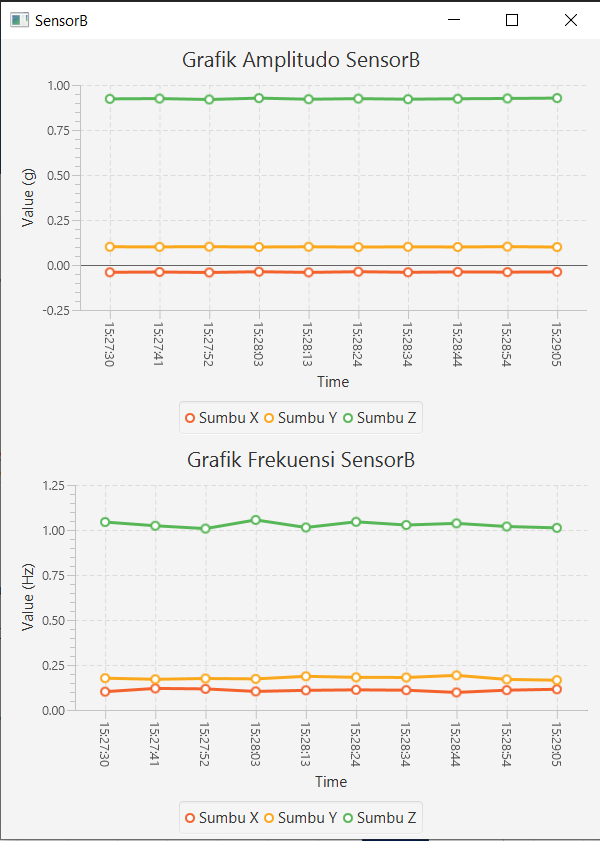 SensorB
Grafik Amplitudo SensorB
1.00
0.75
0.50
0.25
0.00
-0.25
Value (g)
15:27:30 15:27:41 15:27:52 15:28:03 15:28:13 15:28:24 15:28:34 15:28:44 15:28:54 15:29:05
Time
Sumbu X Sumbu Y Sumbu Z
Grafik Frekuensi SensorB
1.25
1.00
0.75
0.50
0.25
0.00
Value (Hz)
15:27:30 15:27:41 15:27:52 15:28:03 15:28:13 15:28:24 15:28:34 15:28:44 15:28:54 15:29:05
Time
Sumbu X Sumbu Y Sumbu Z